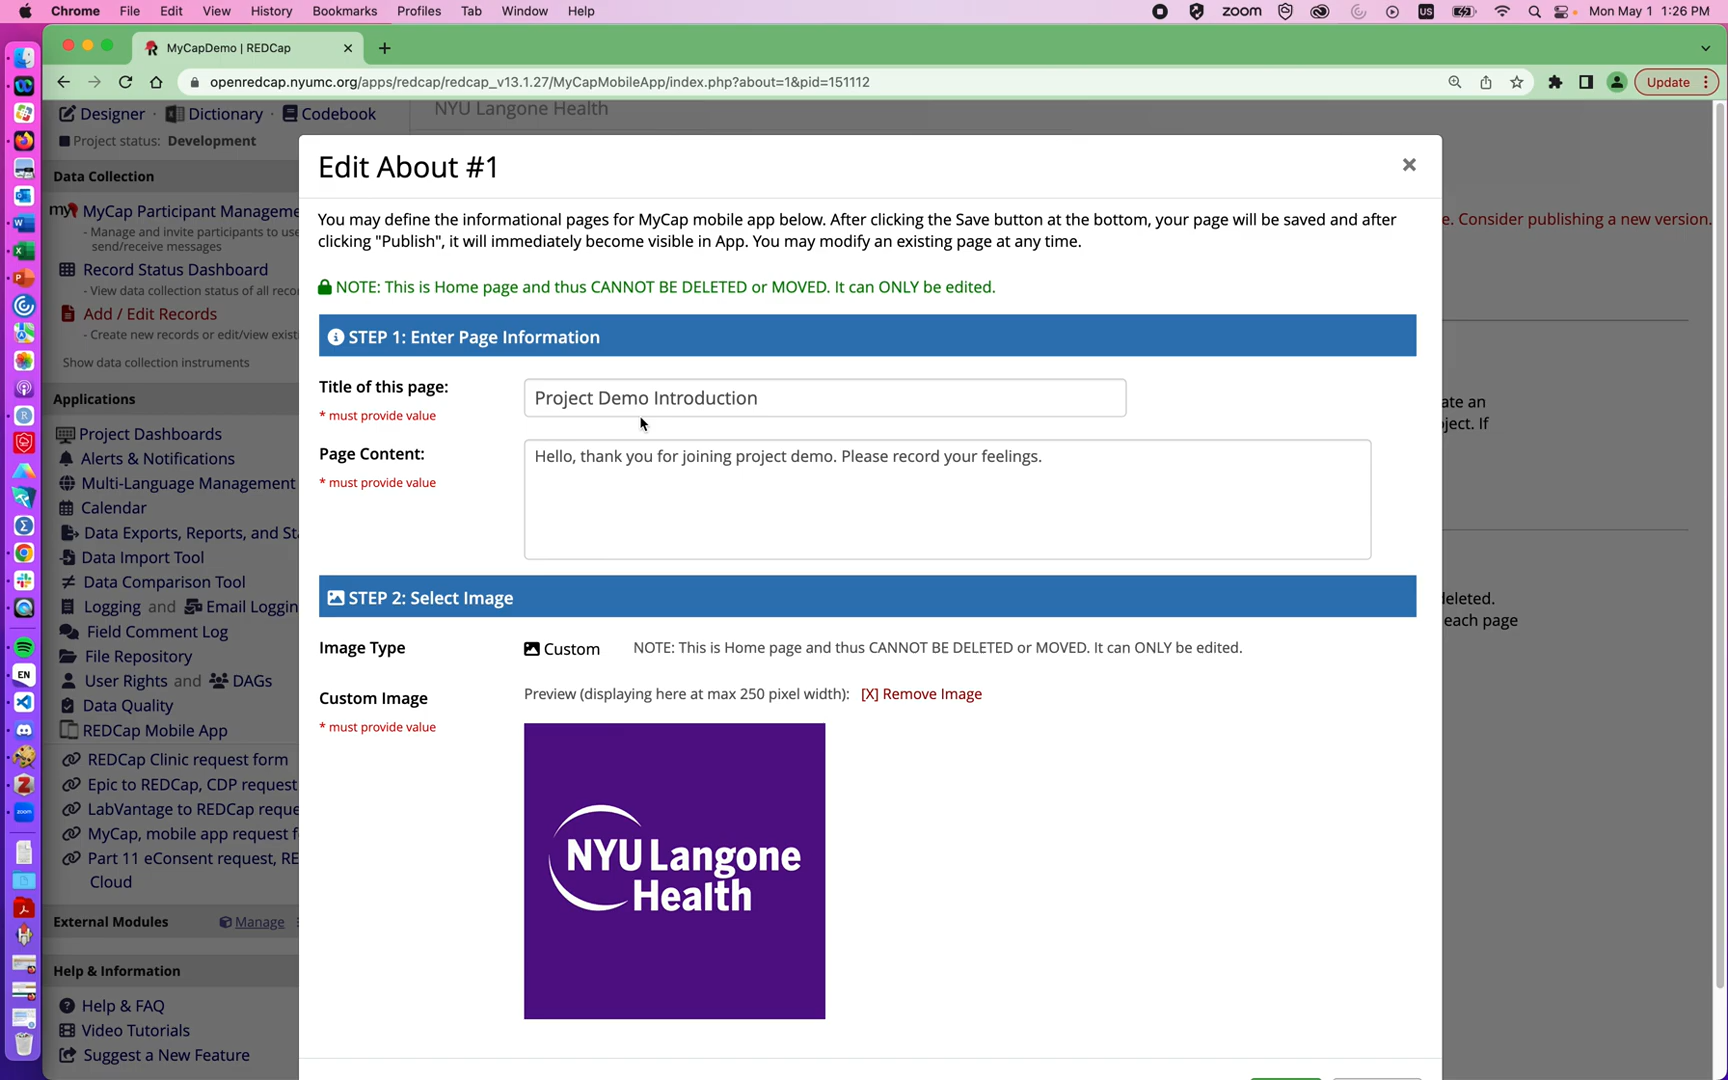 Chrome File Edit View History Bookmarks Profiles Tab Window Help zoom US Mon May 1 1:26 PM
MyCapDemo | REDCap
openredcap.nyumc.org/apps/redcap/redcap_v13.1.27/MyCapMobileApp/index.php?about=1&pid=151112 Update
Designer · Dictionary · Codebook
NYU Langone Health
Project status: Development
Data Collection
MyCap Participant Manageme
- Manage and invite participants to use
send/receive messages
Record Status Dashboard
- View data collection status of all reco
Add / Edit Records
- Create new records or edit/view exist
Show data collection instruments
Applications
Project Dashboards
Alerts & Notifications
Multi-Language Management
Calendar
Data Exports, Reports, and Sta
Data Import Tool
Data Comparison Tool
Logging and Email Loggin
Field Comment Log
File Repository
User Rights and DAGs
Data Quality
REDCap Mobile App
REDCap Clinic request form
Epic to REDCap, CDP request
LabVantage to REDCap reque
MyCap, mobile app request f
Part 11 eConsent request, RE
Cloud
External Modules Manage
Help & Information
Help & FAQ
Video Tutorials
Suggest a New Feature
EN
zoom
Edit About #1
You may define the informational pages for MyCap mobile app below. After clicking the Save button at the bottom, your page will be saved and after
clicking "Publish", it will immediately become visible in App. You may modify an existing page at any time.
NOTE: This is Home page and thus CANNOT BE DELETED or MOVED. It can ONLY be edited.
STEP 1: Enter Page Information
Title of this page:
* must provide value
Project Demo Introduction
Page Content:
* must provide value
Hello, thank you for joining project demo. Please record your feelings.
STEP 2: Select Image
Image Type
Custom NOTE: This is Home page and thus CANNOT BE DELETED or MOVED. It can ONLY be edited.
Custom Image
* must provide value
Preview (displaying here at max 250 pixel width): [X] Remove Image
NYU Langone
Health
e. Consider publishing a new version.
ate an
ject. If
deleted.
each page